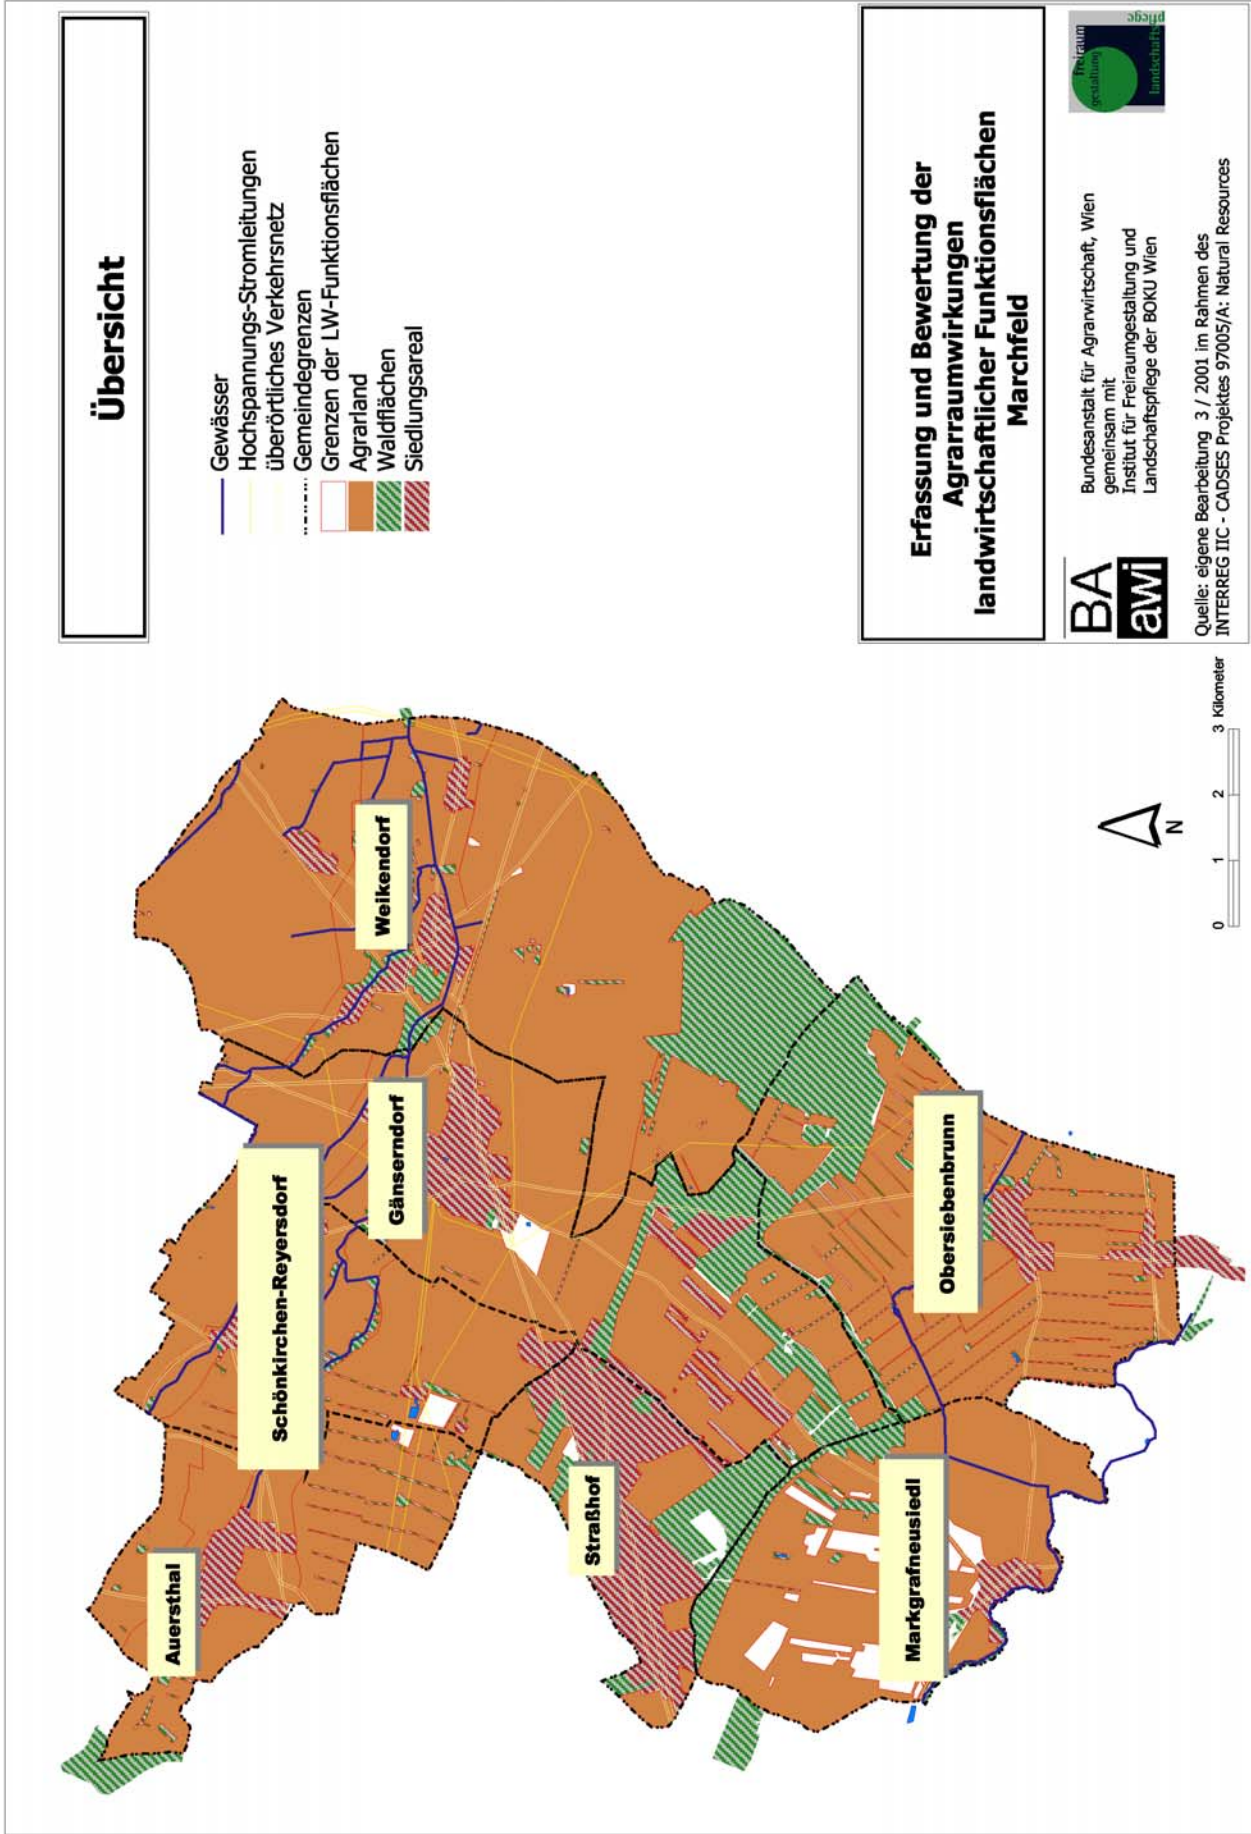 Übersicht
Gewässer
Hochspannungs-Stromleitungen
überörtliches Verkehrsnetz
Gemeindegrenzen
Grenzen der LW-Funktionsflächen
Agrarland
Waldflächen
Siedlungsareal
Auersthal
Schönkirchen-Reyersdorf
Weikendorf
Gänserndorf
Straßhof
Markgrafneusiedl
Obersiebenbrunn
N
0 1 2 3 Kilometer
Erfassung und Bewertung der
Agrarraumwirkungen
landwirtschaftlicher Funktionsflächen
Marchfeld
BA
awi
Bundesanstalt für Agrarwirtschaft, Wien
gemeinsam mit
Institut für Freiraumgestaltung und
Landschaftspflege der BOKU Wien
freiraum
gestaltung
landschafts
pflege
Quelle: eigene Bearbeitung 3 / 2001 im Rahmen des
INTERREG IIC - CADSES Projektes 97005/A: Natural Resources